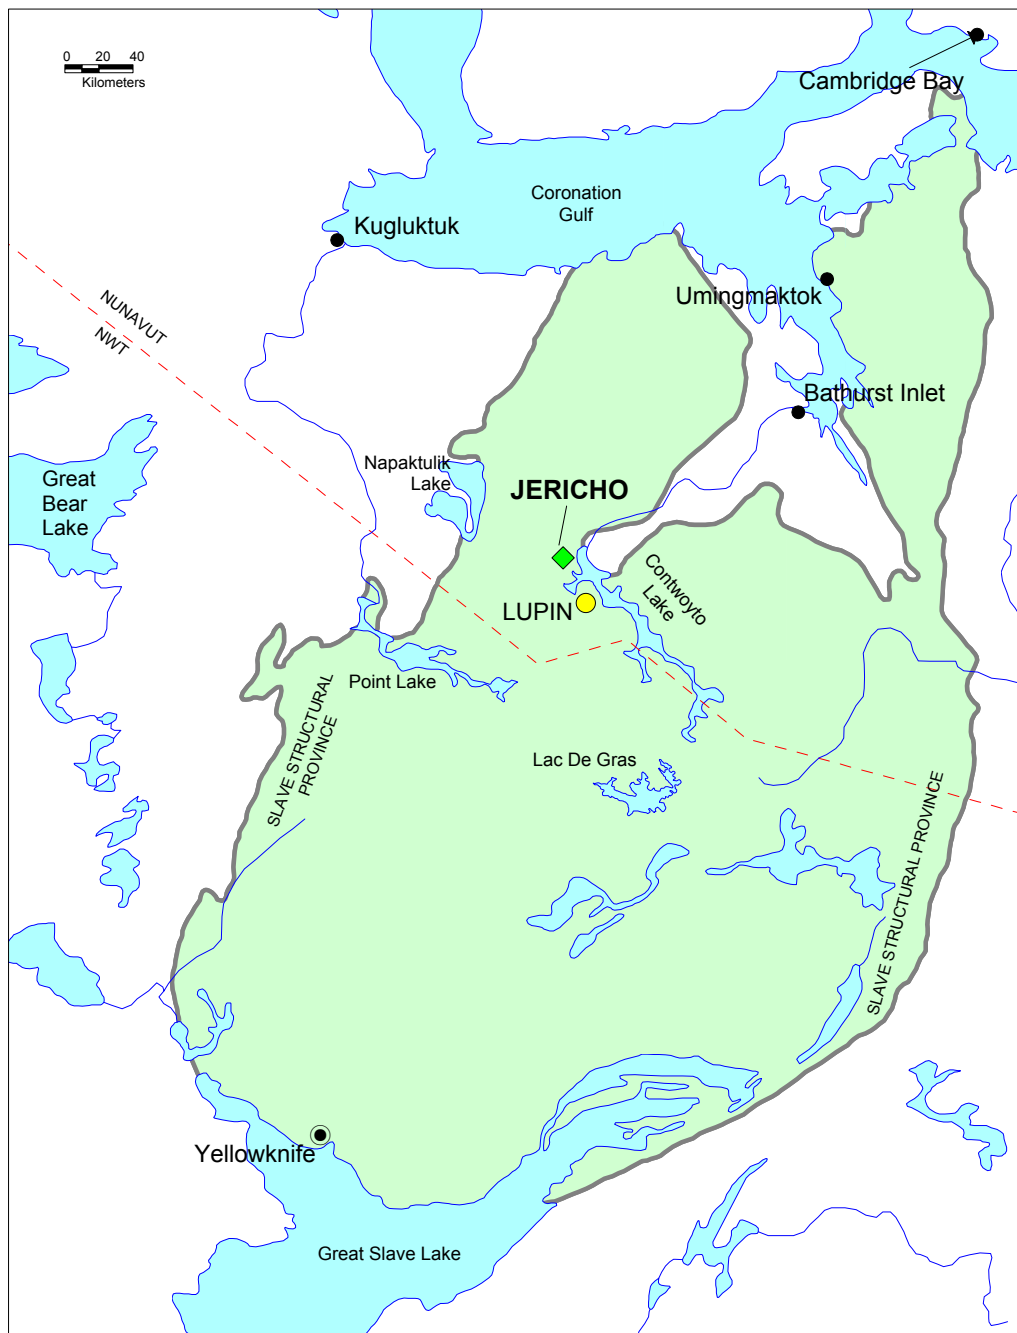 0 20 40
Kilometers
Cambridge Bay
Coronation
Gulf
Kugluktuk
Umingmaktok
NUNAVUT
NWT
Bathurst Inlet
Napaktulik
Lake
Great
Bear
Lake
JERICHO
Contwoyto
Lake
LUPIN
Point Lake
SLAVE STRUCTURAL
PROVINCE
Lac De Gras
SLAVE STRUCTURAL PROVINCE
Yellowknife
Great Slave Lake